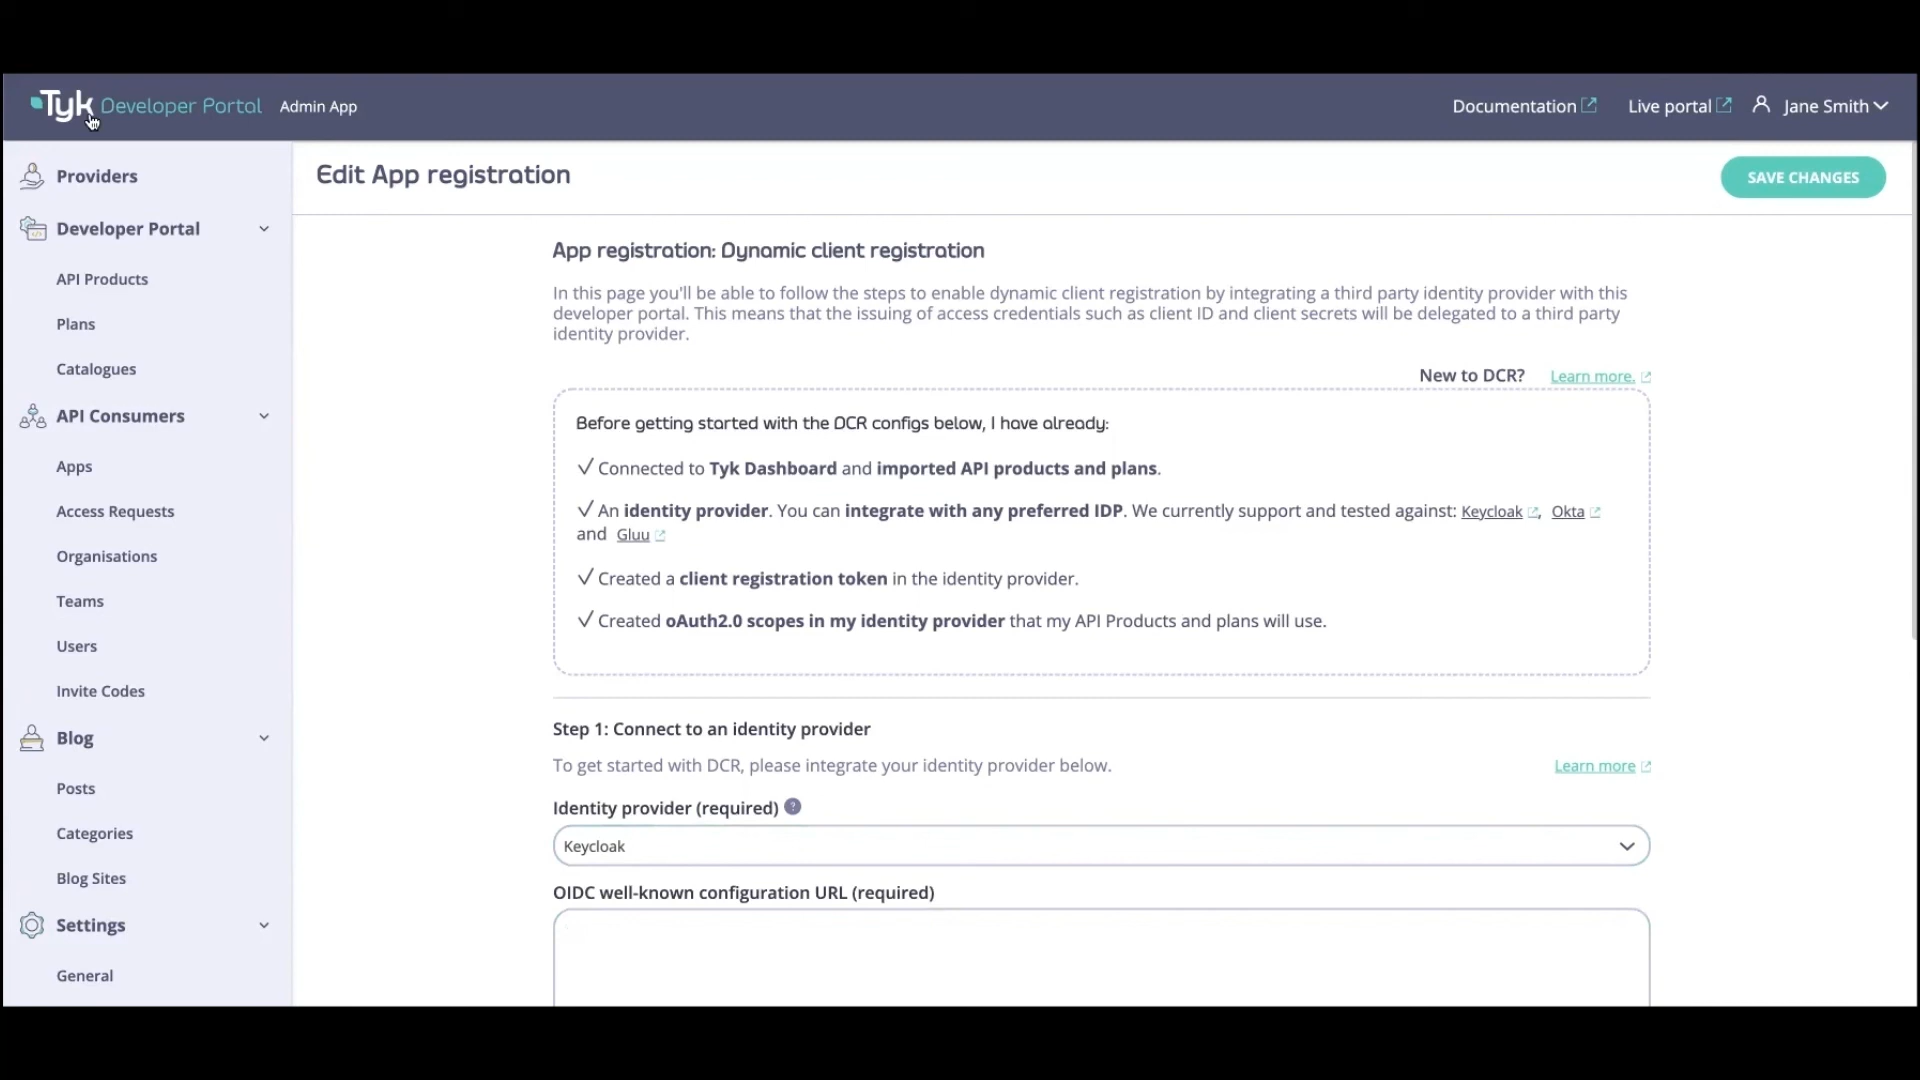 Tyk Developer Portal Admin App Documentation Live portal Jane Smith
Providers
Developer Portal
API Products
Plans
Catalogues
API Consumers
Apps
Access Requests
Organisations
Teams
Users
Invite Codes
Blog
Posts
Categories
Blog Sites
Settings
General
Edit App registration
SAVE CHANGES
App registration: Dynamic client registration
In this page you'll be able to follow the steps to enable dynamic client registration by integrating a third party identity provider with this
developer portal. This means that the issuing of access credentials such as client ID and client secrets will be delegated to a third party
identity provider.
New to DCR? Learn more.
Before getting started with the DCR configs below, I have already:
✓ Connected to Tyk Dashboard and imported API products and plans.
✓ An identity provider. You can integrate with any preferred IDP. We currently support and tested against: Keycloak, Okta
and Gluu
✓ Created a client registration token in the identity provider.
✓ Created oAuth2.0 scopes in my identity provider that my API Products and plans will use.
Step 1: Connect to an identity provider
To get started with DCR, please integrate your identity provider below. Learn more
Identity provider (required) ?
Keycloak
OIDC well-known configuration URL (required)